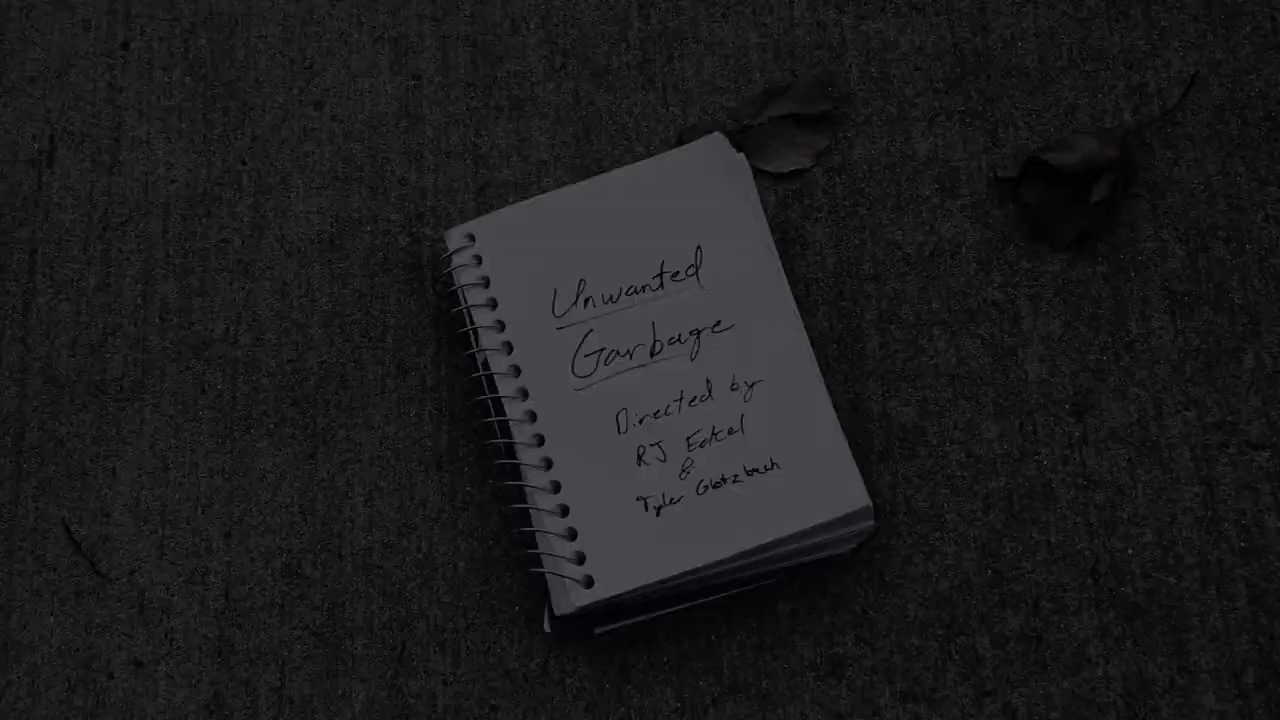 Unwanted
Garbage
Directed by
RJ Eckel
&
Tyler Glotzbach